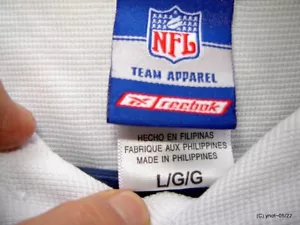 NFL
TEAM APPAREL
Reebok
HECHO EN FILIPINAS
FABRIQUE AUX PHILIPPINES
MADE IN PHILIPPINES
L/G/G
(C) ynot--05/22